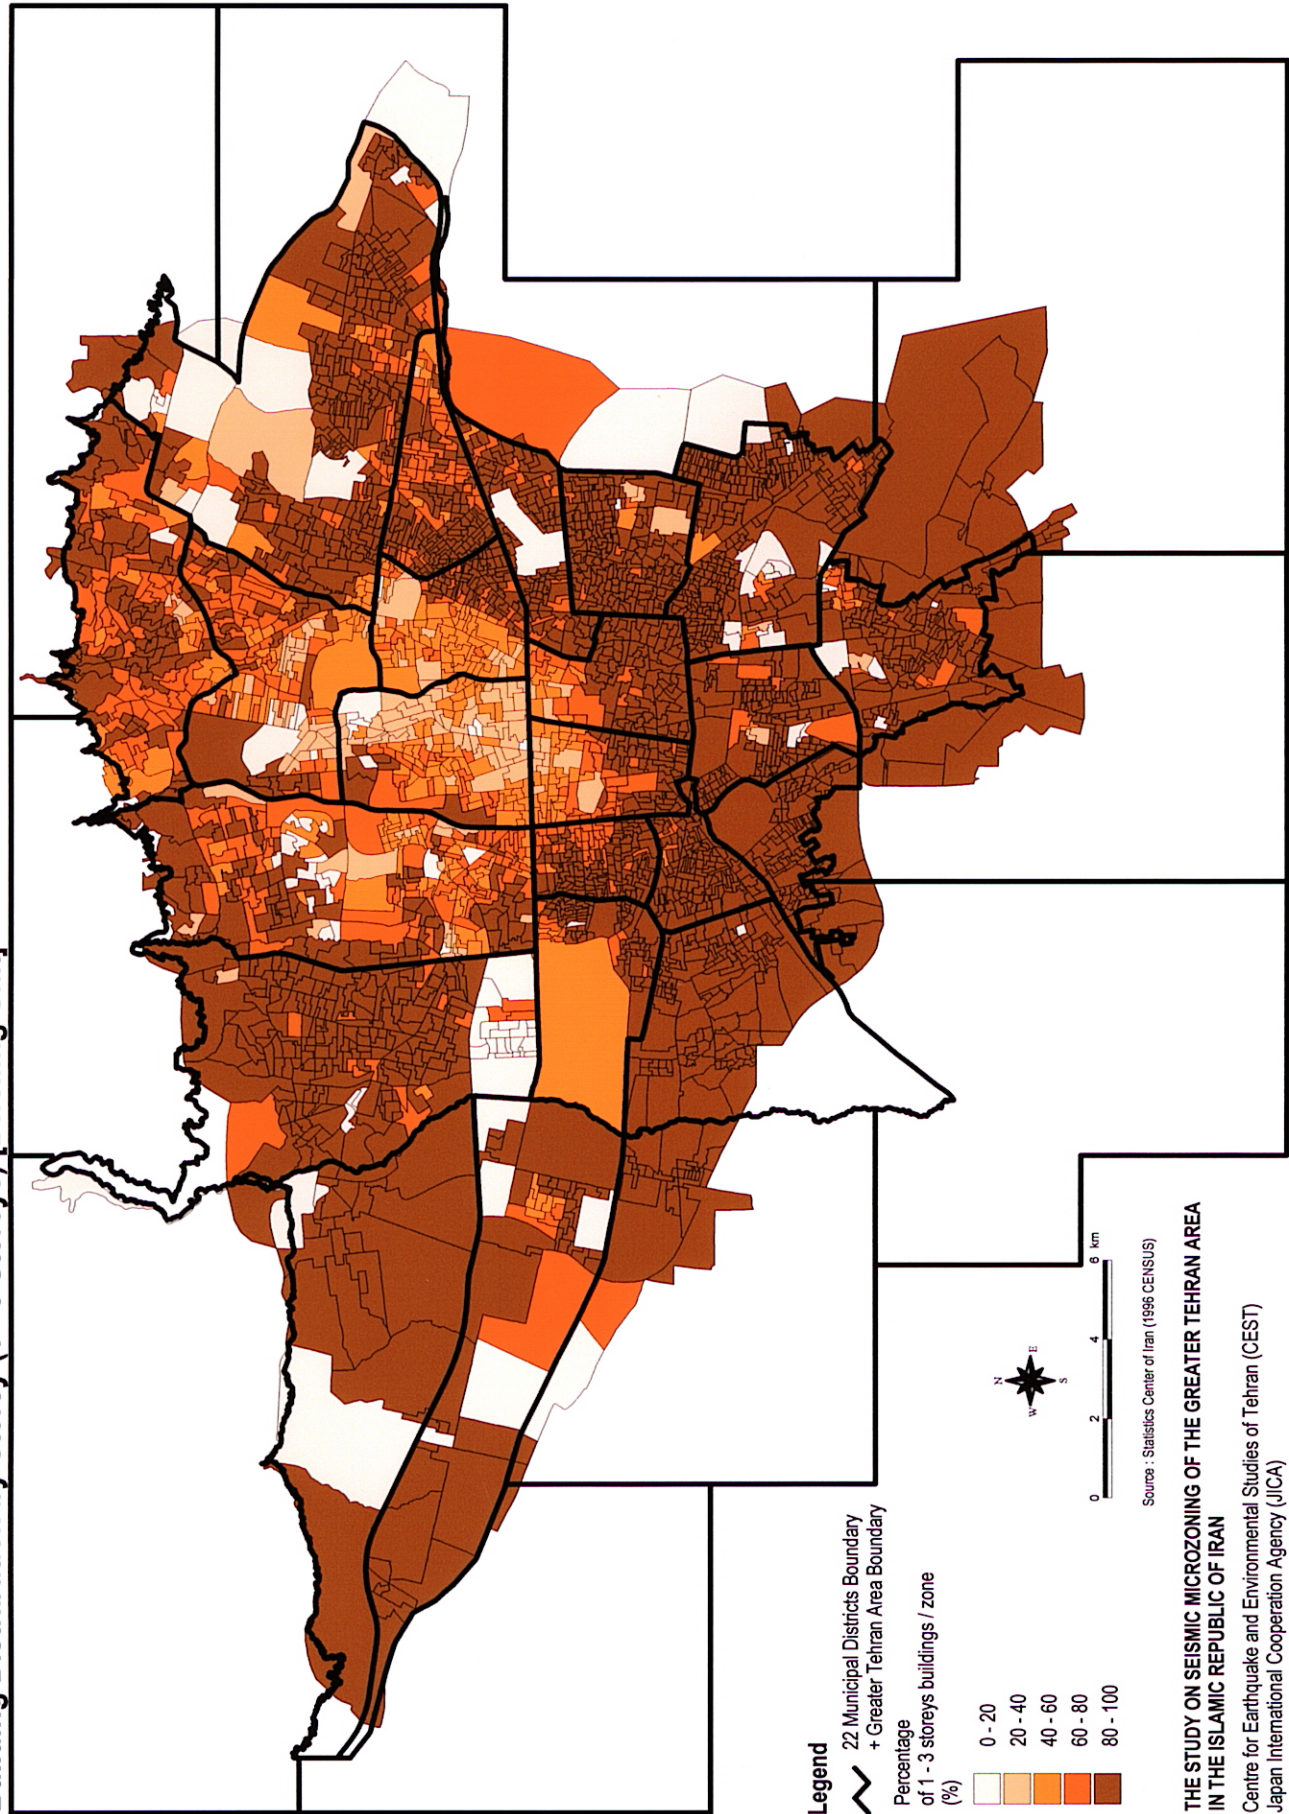 Legend
22 Municipal Districts Boundary
+ Greater Tehran Area Boundary
Percentage
of 1 - 3 storeys buildings / zone
(%)
0 - 20
20 - 40
40 - 60
60 - 80
80 - 100
N
W
E
S
0 2 4 6 km
Source : Statistics Center of Iran (1996 CENSUS)
THE STUDY ON SEISMIC MICROZONING OF THE GREATER TEHRAN AREA
IN THE ISLAMIC REPUBLIC OF IRAN
Centre for Earthquake and Environmental Studies of Tehran (CEST)
Japan International Cooperation Agency (JICA)